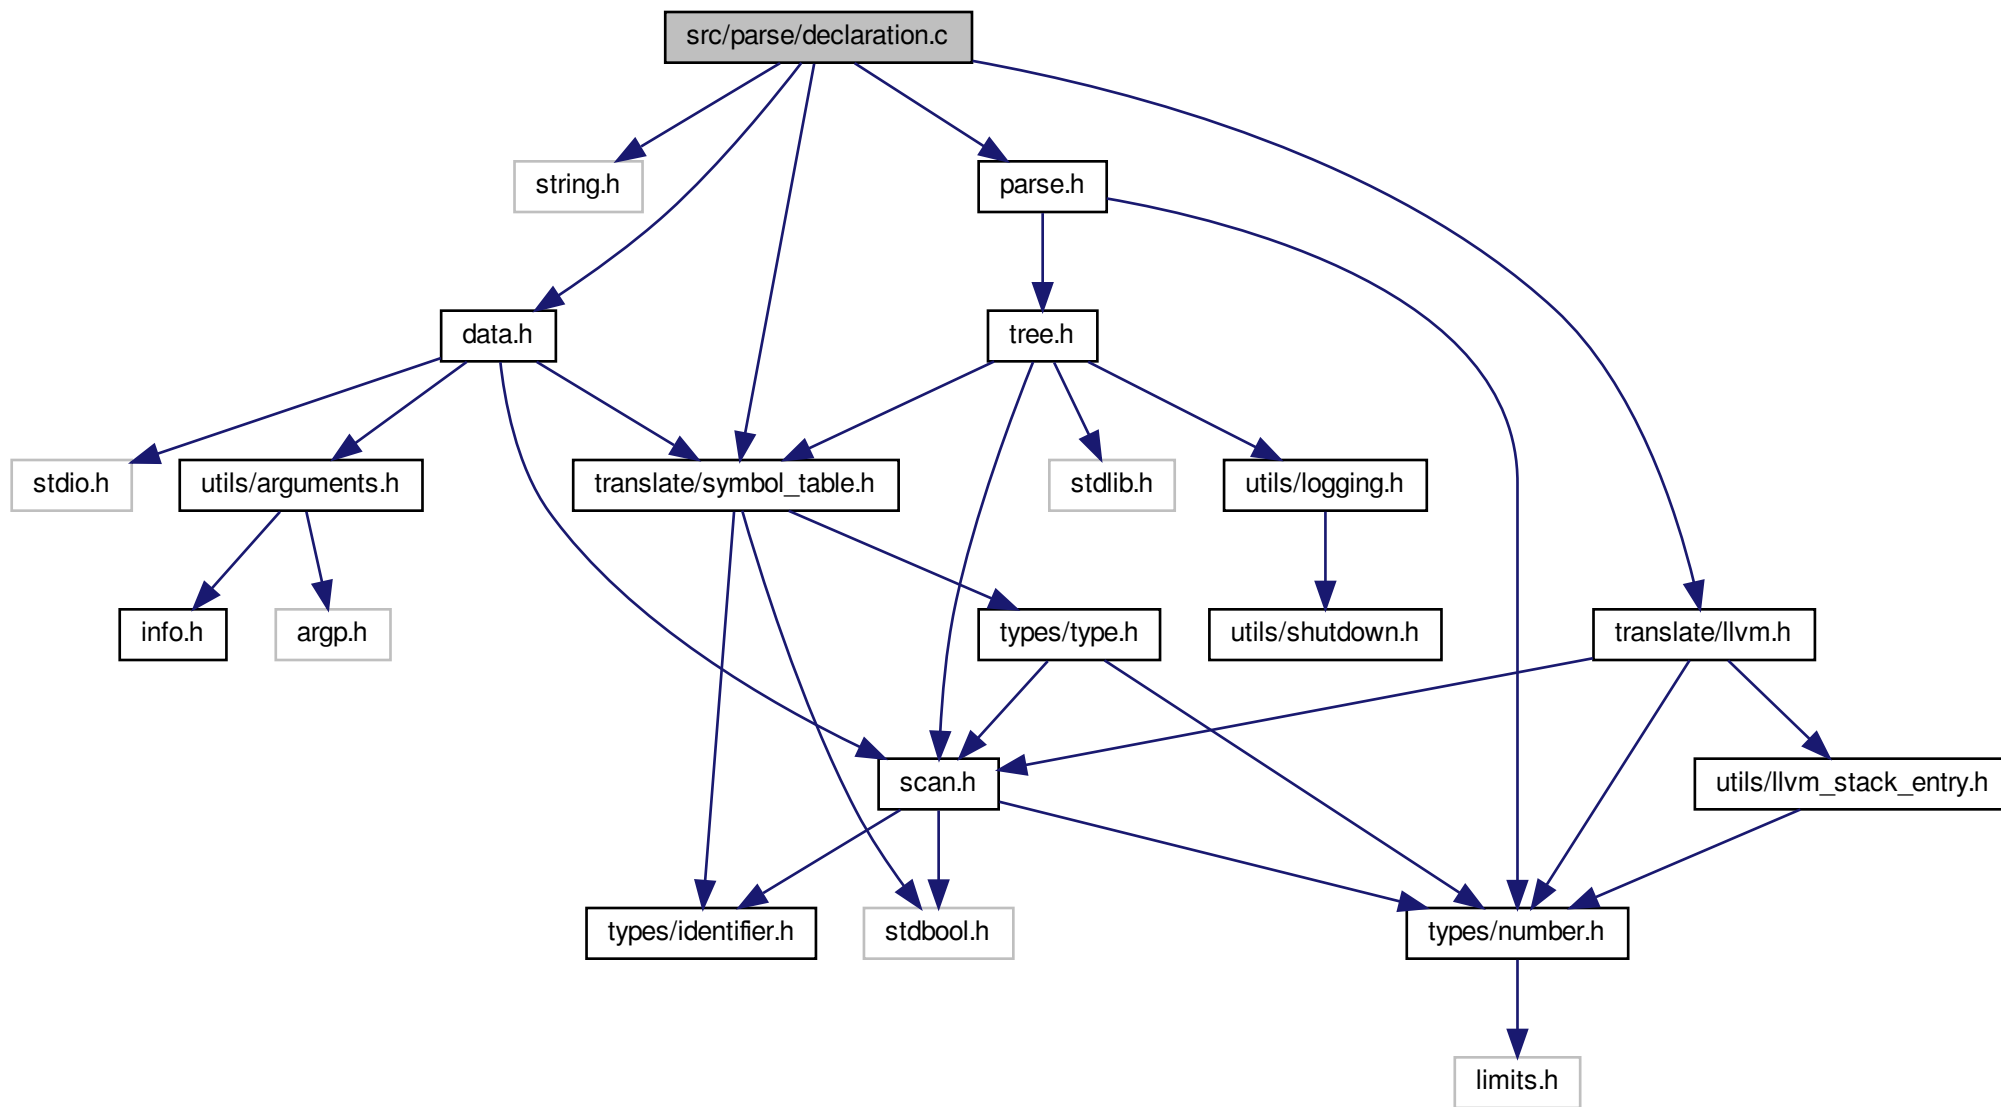 src/parse/declaration.c
string.h
parse.h
data.h
tree.h
stdio.h
utils/arguments.h
translate/symbol_table.h
stdlib.h
utils/logging.h
info.h
argp.h
types/type.h
utils/shutdown.h
translate/llvm.h
scan.h
utils/llvm_stack_entry.h
types/identifier.h
stdbool.h
types/number.h
limits.h